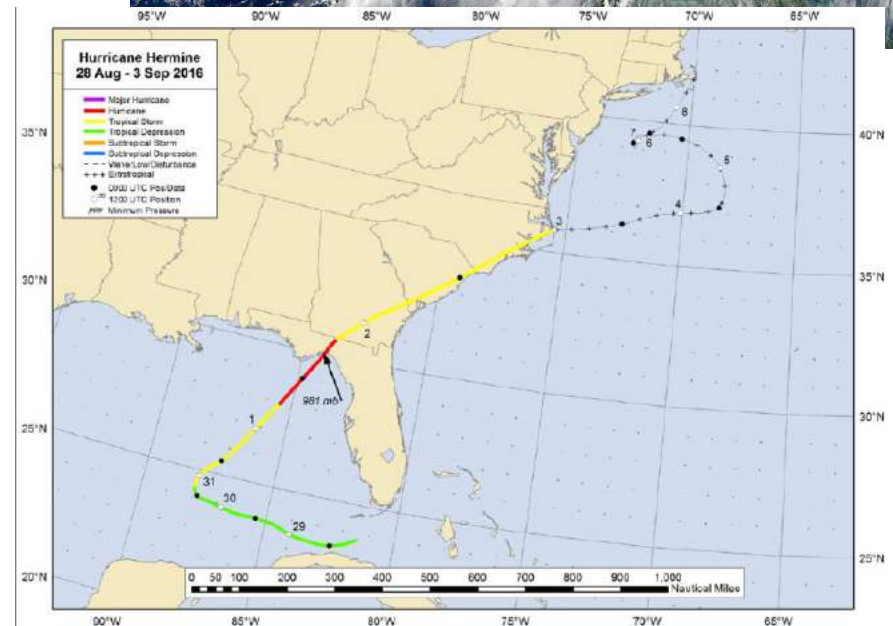 95°W 90°W 85°W 80°W 75°W 70°W 65°W
Hurricane Hermine
28 Aug - 3 Sep 2016
Major Hurricane
Hurricane
Tropical Storm
Tropical Depression
Subtropical Storm
Subtropical Depression
Wave/Low/Disturbance
Extratropical
0000 UTC Pos/Date
1200 UTC Position
PPP Minimum Pressure
35°N
30°N
25°N
20°N
40°N
35°N
30°N
25°N
8
7
6
5
4
3
2
981 mb
1
31
30
29
0 50 100 200 300 400 500 600 700 800 900 1,000
Nautical Miles
90°W 85°W 80°W 75°W 70°W 65°W